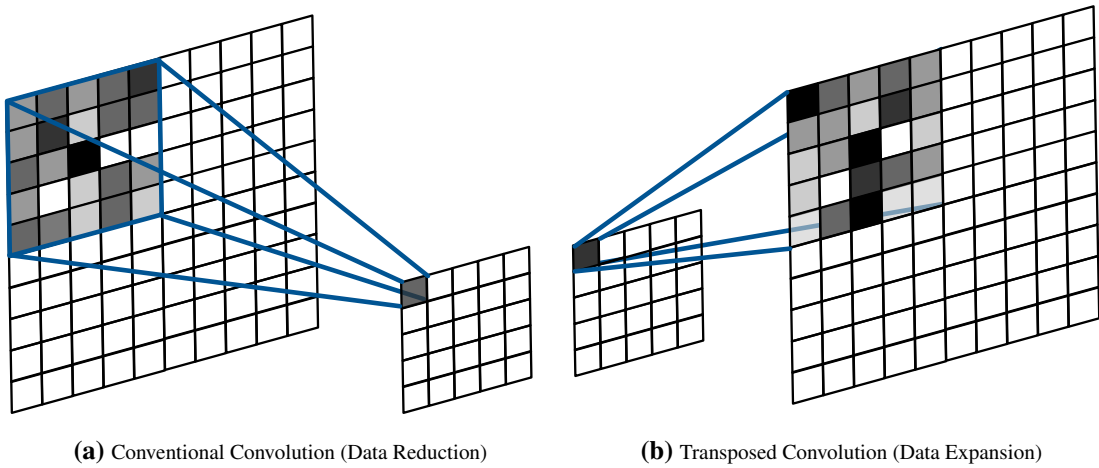 (a) Conventional Convolution (Data Reduction)
(b) Transposed Convolution (Data Expansion)